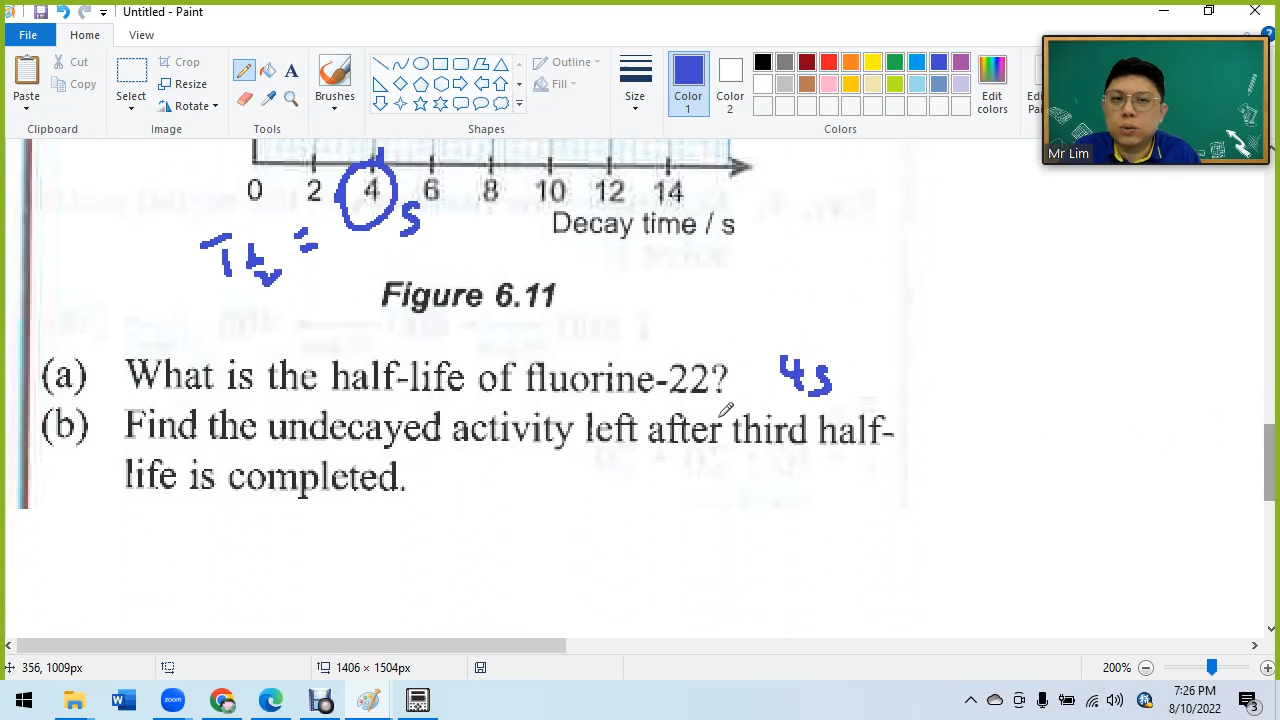 Untitled - Paint
File Home View
Paste
Cut
Copy
Clipboard
Select
Crop
Resize
Rotate
Image
Tools
Brushes
Outline
Fill
Shapes
Size
Color 1
Color 2
Edit colors
Colors
Mr Lim
0 2 4 6 8 10 12 14
s
Decay time / s
T½ =
Figure 6.11
(a) What is the half-life of fluorine-22? 4s
(b) Find the undecayed activity left after third half-
life is completed.
356, 1009px
1406 × 1504px
200%
zoom
7:26 PM
8/10/2022
3